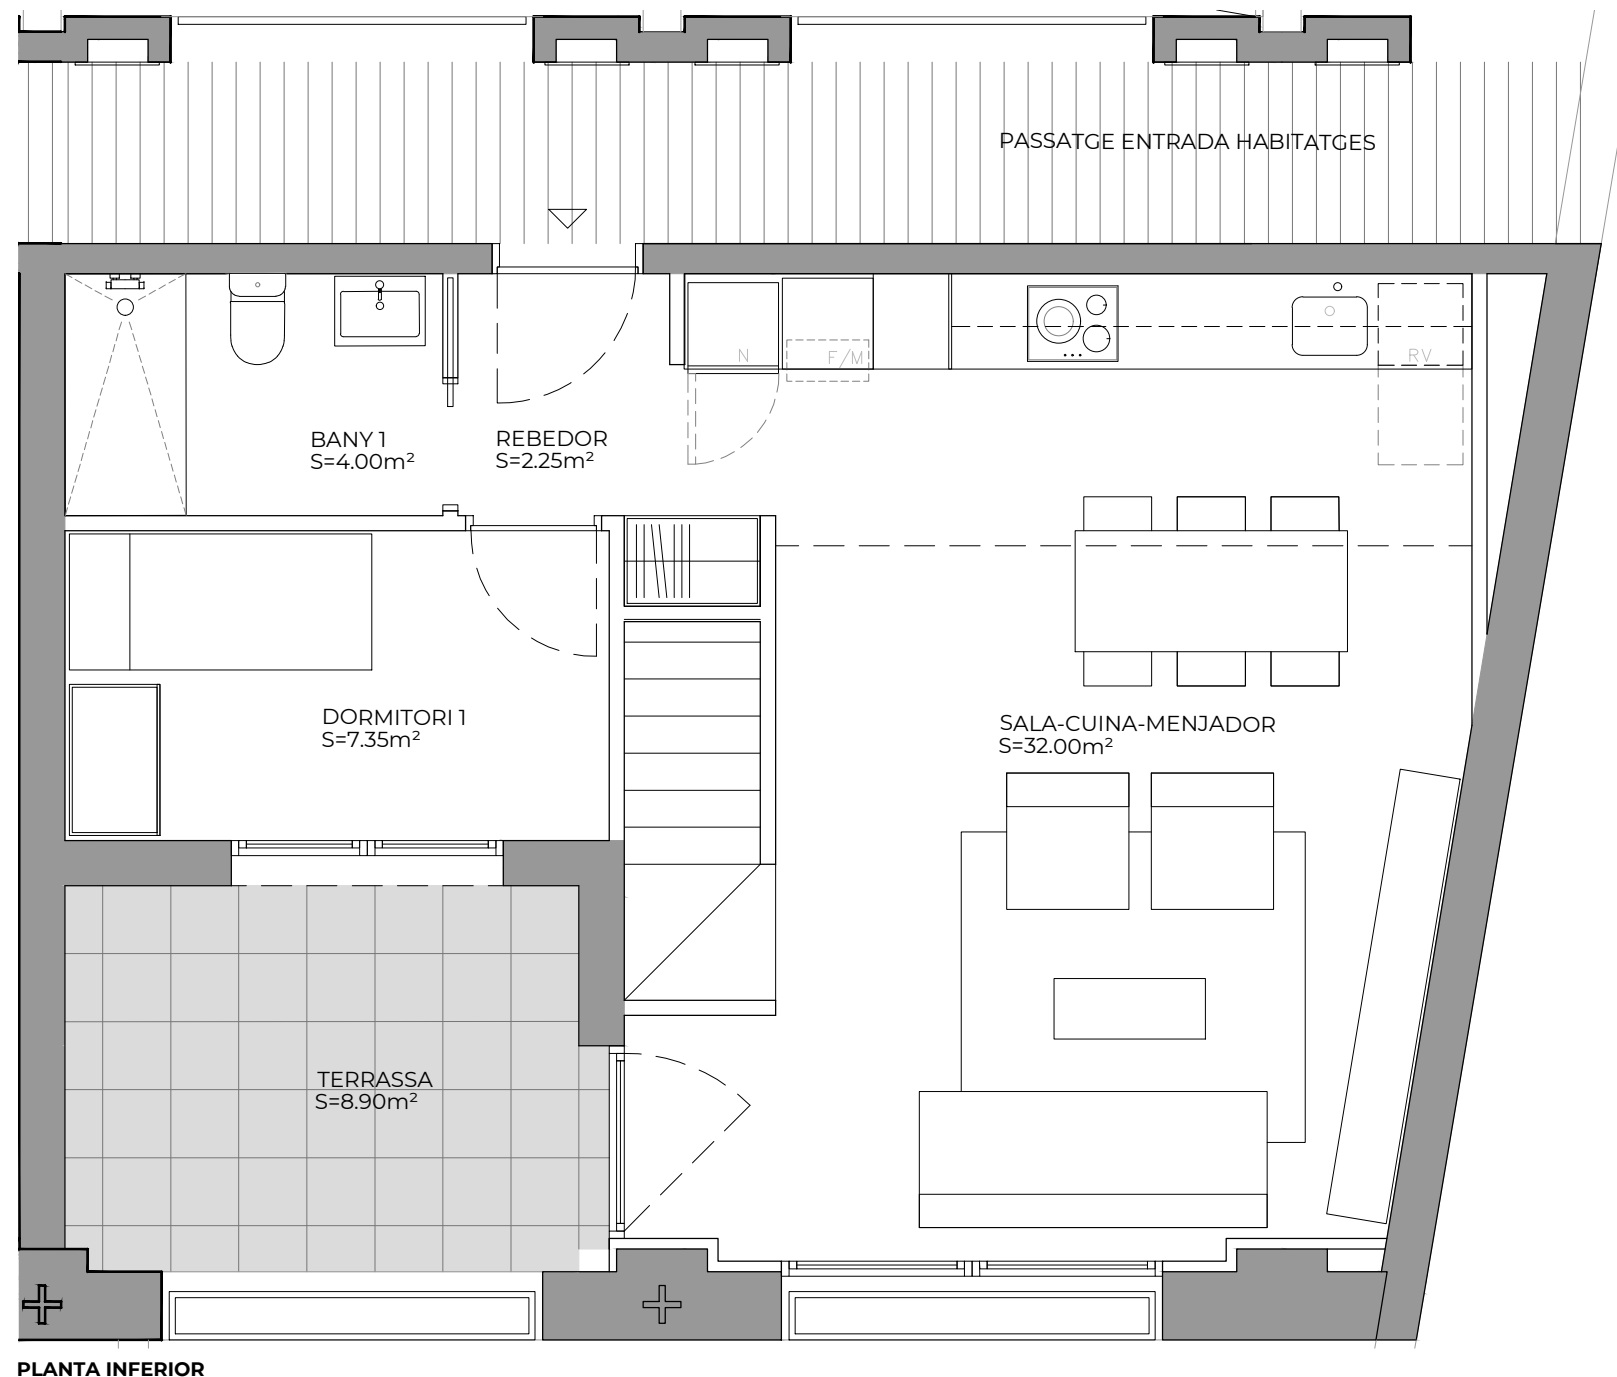 PASSATGE ENTRADA HABITATGES
N
F/M
RV
BANY 1
S=4.00m²
REBEDOR
S=2.25m²
DORMITORI 1
S=7.35m²
SALA-CUINA-MENJADOR
S=32.00m²
TERRASSA
S=8.90m²
PLANTA INFERIOR